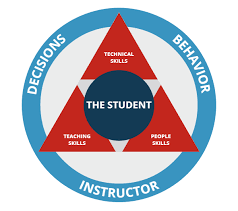 DECISIONS
BEHAVIOR
TECHNICAL
SKILLS
THE STUDENT
TEACHING
SKILLS
PEOPLE
SKILLS
INSTRUCTOR